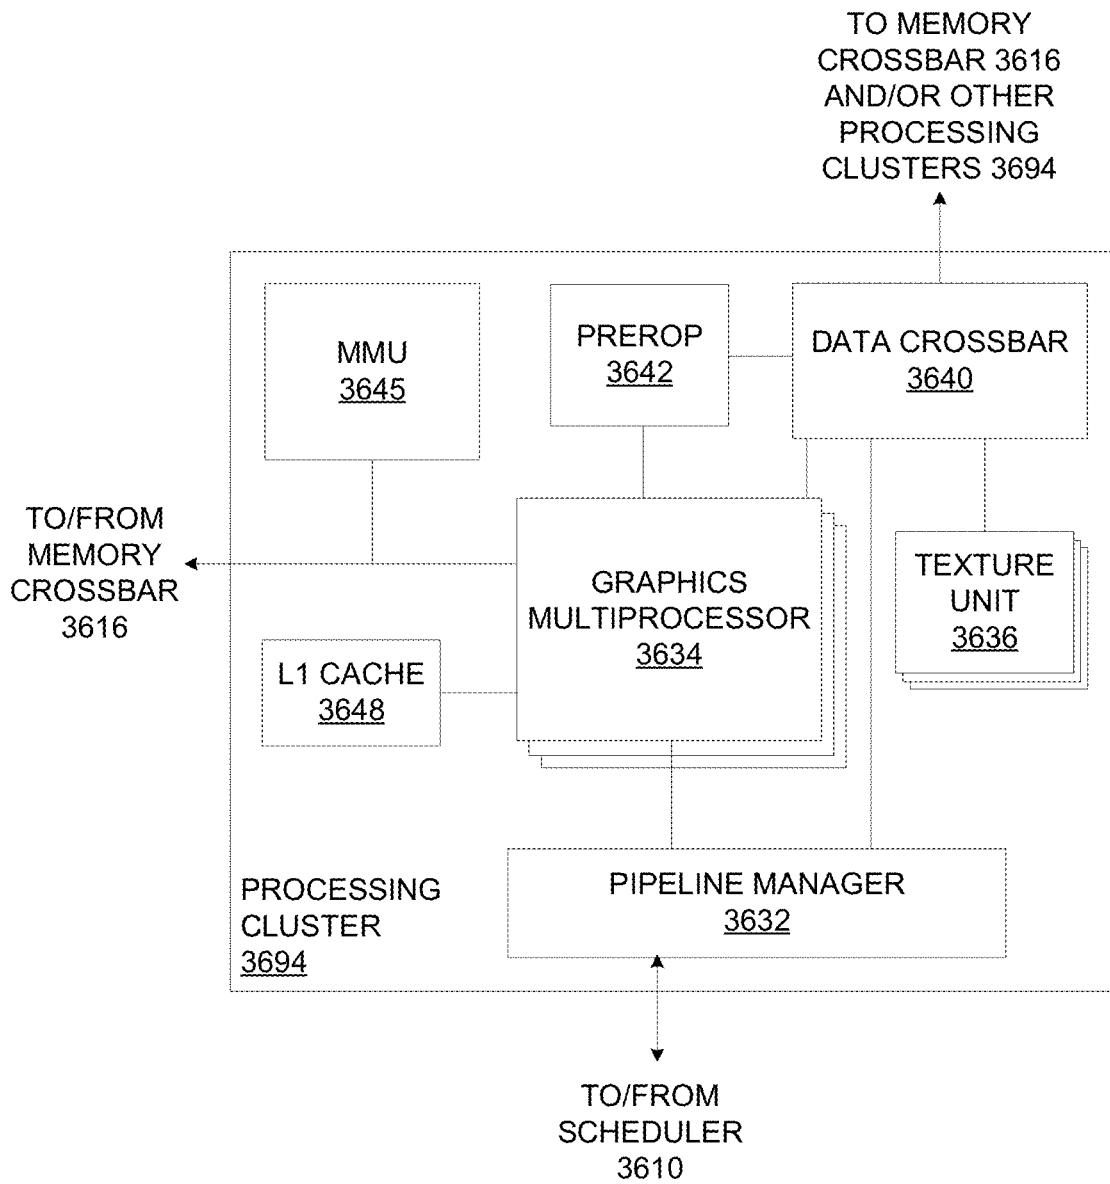 TO MEMORY
CROSSBAR 3616
AND/OR OTHER
PROCESSING
CLUSTERS 3694
MMU
3645
PREROP
3642
DATA CROSSBAR
3640
TO/FROM
MEMORY
CROSSBAR
3616
GRAPHICS
MULTIPROCESSOR
3634
TEXTURE
UNIT
3636
L1 CACHE
3648
PROCESSING
CLUSTER
3694
PIPELINE MANAGER
3632
TO/FROM
SCHEDULER
3610